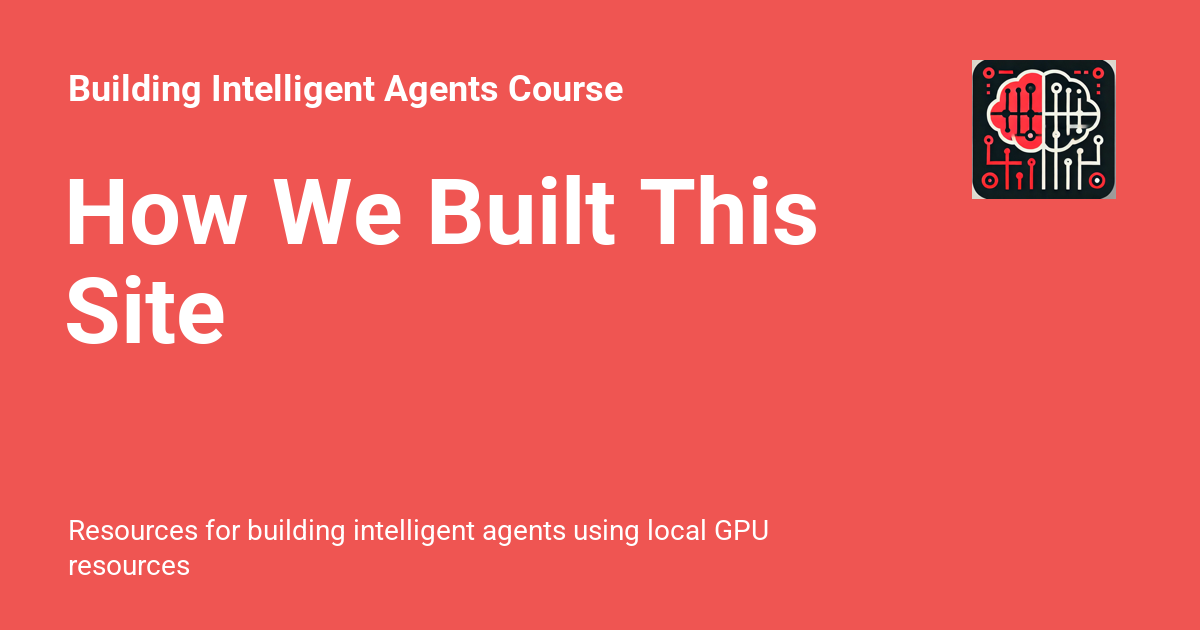 Building Intelligent Agents Course
How We Built This
Site
Resources for building intelligent agents using local GPU
resources